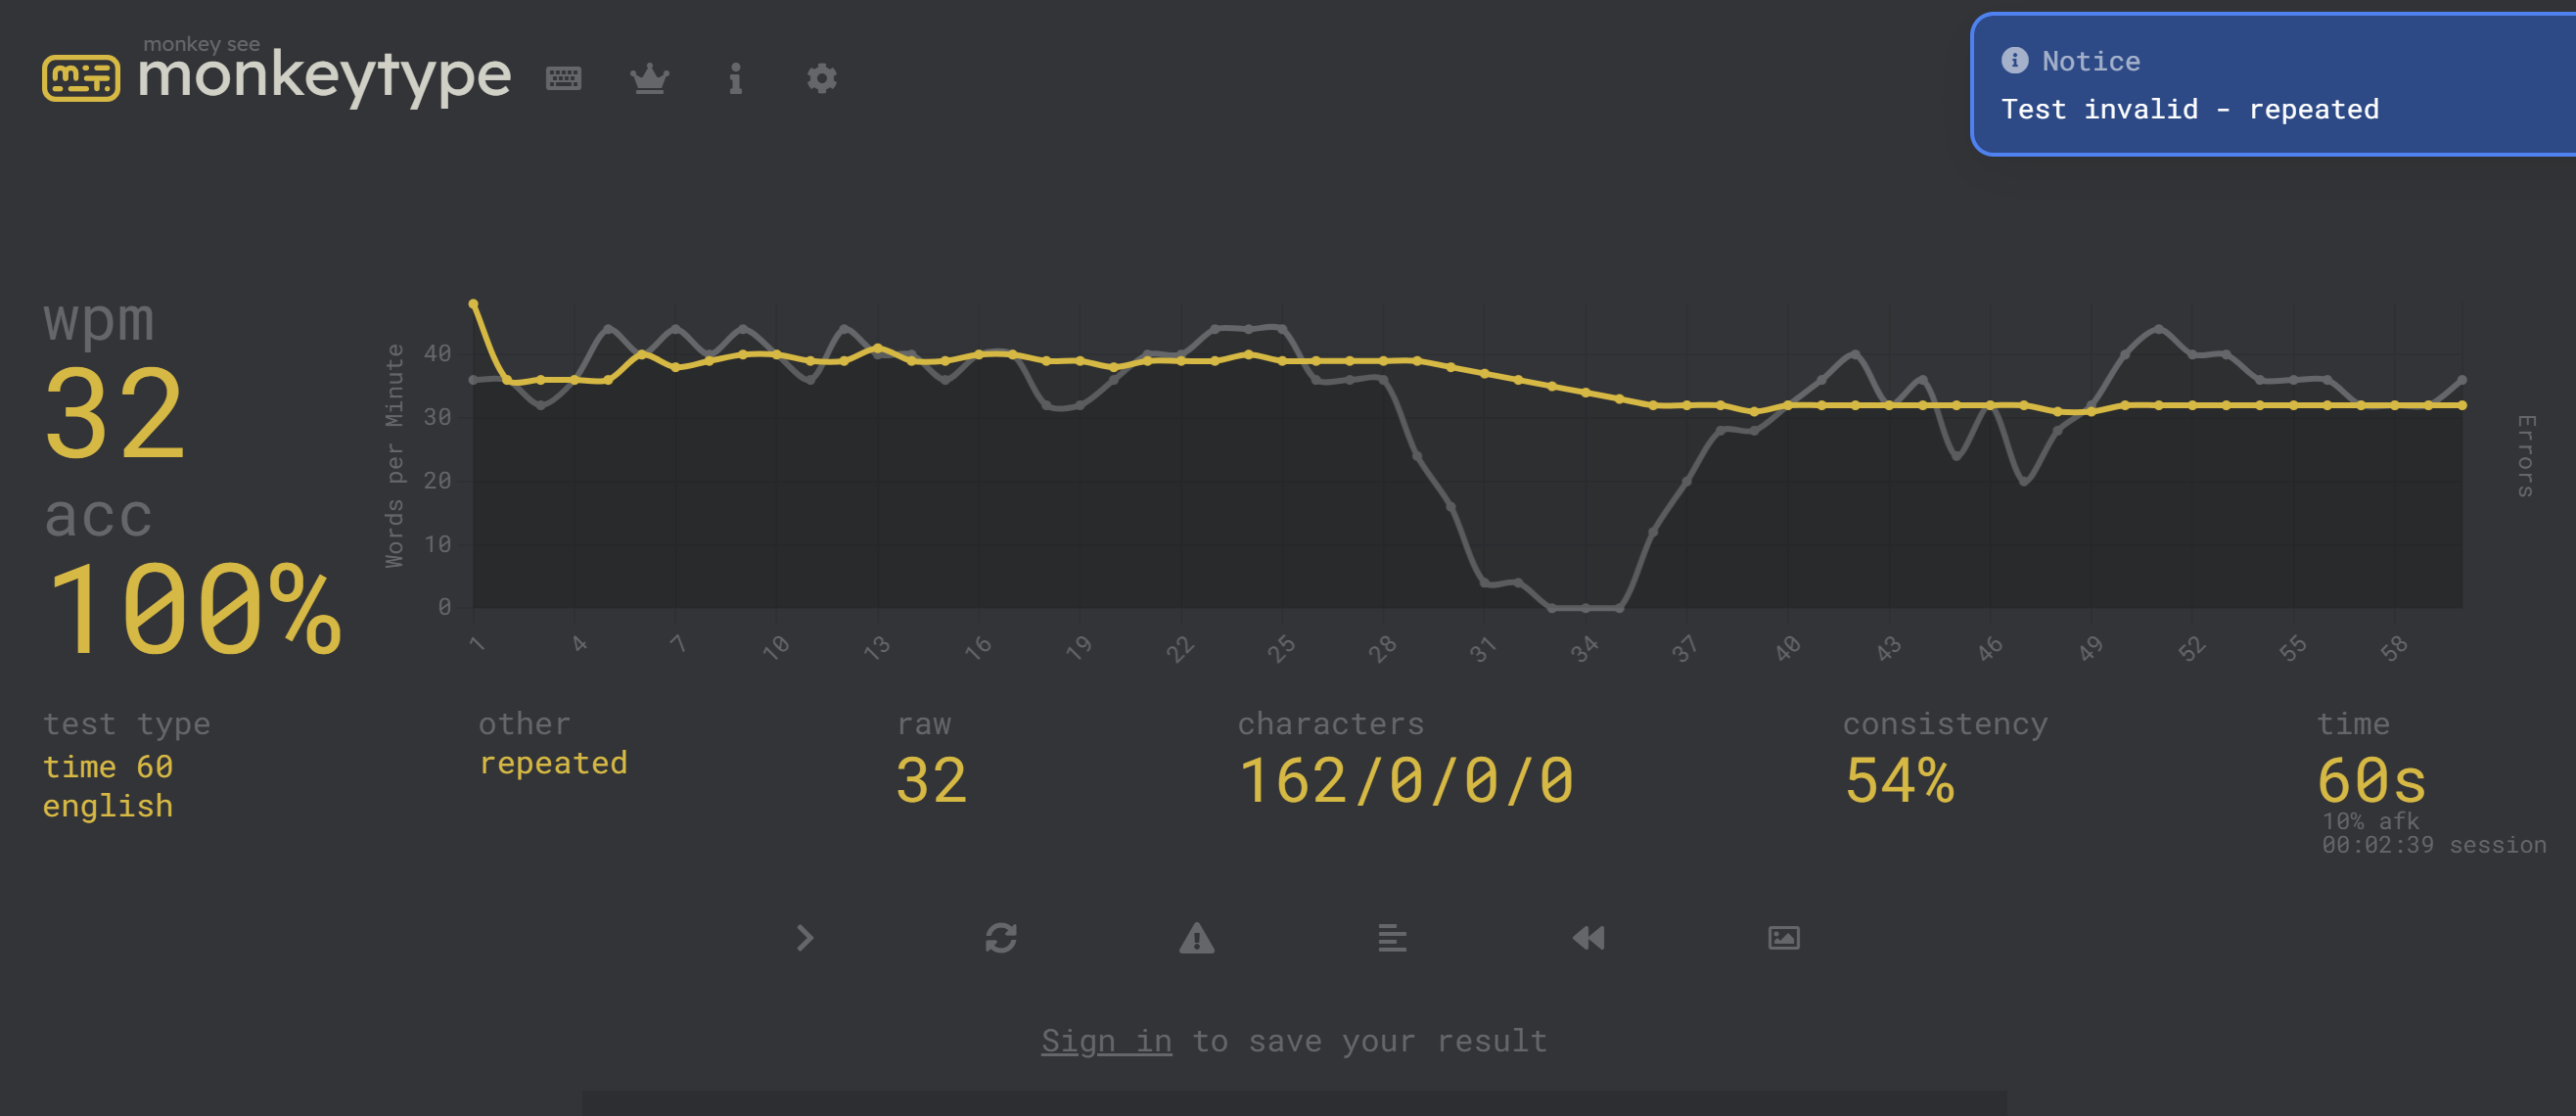 monkey see
monkeytype
Notice
Test invalid - repeated
wpm
32
acc
100%
Words per Minute
40
30
20
10
0
1 4 7 10 13 16 19 22 25 28 31 34 37 40 43 46 49 52 55 58
Errors
test type
time 60
english
other
repeated
raw
32
characters
162/0/0/0
consistency
54%
time
60s
10% afk
00:02:39 session
Sign in to save your result